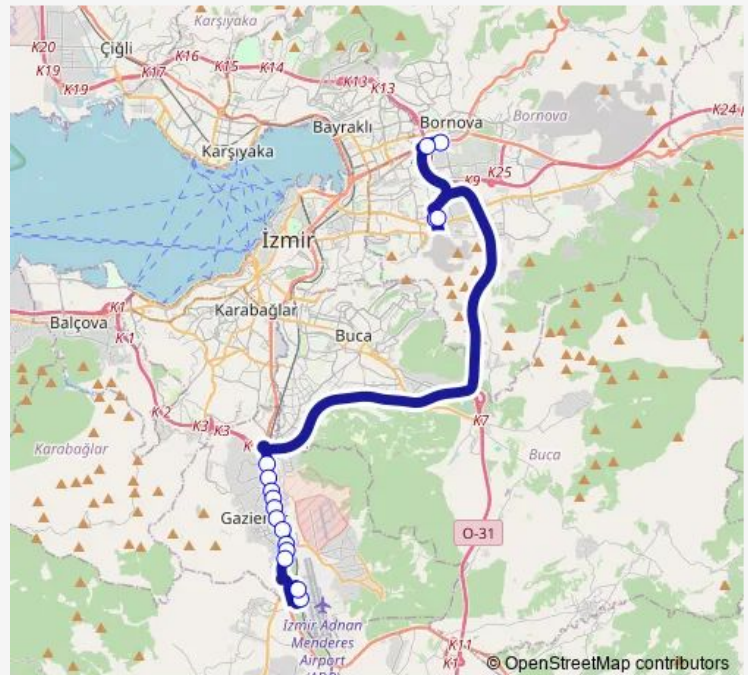 Karşıyaka
K20
Çiğli
K16
K15
K14
K19
K17
K13
K19
K13
K24
Bornova
Bornova
Bayraklı
Karşıyaka
K25
K9
İzmir
K1
Karabağlar
Balçova
K1
Buca
K2
K3
K3
K
K7
Karabağlar
Buca
Gazie
O-31
İzmir Adnan
Menderes
Airport
K11
K1
© OpenStreetMap contributors